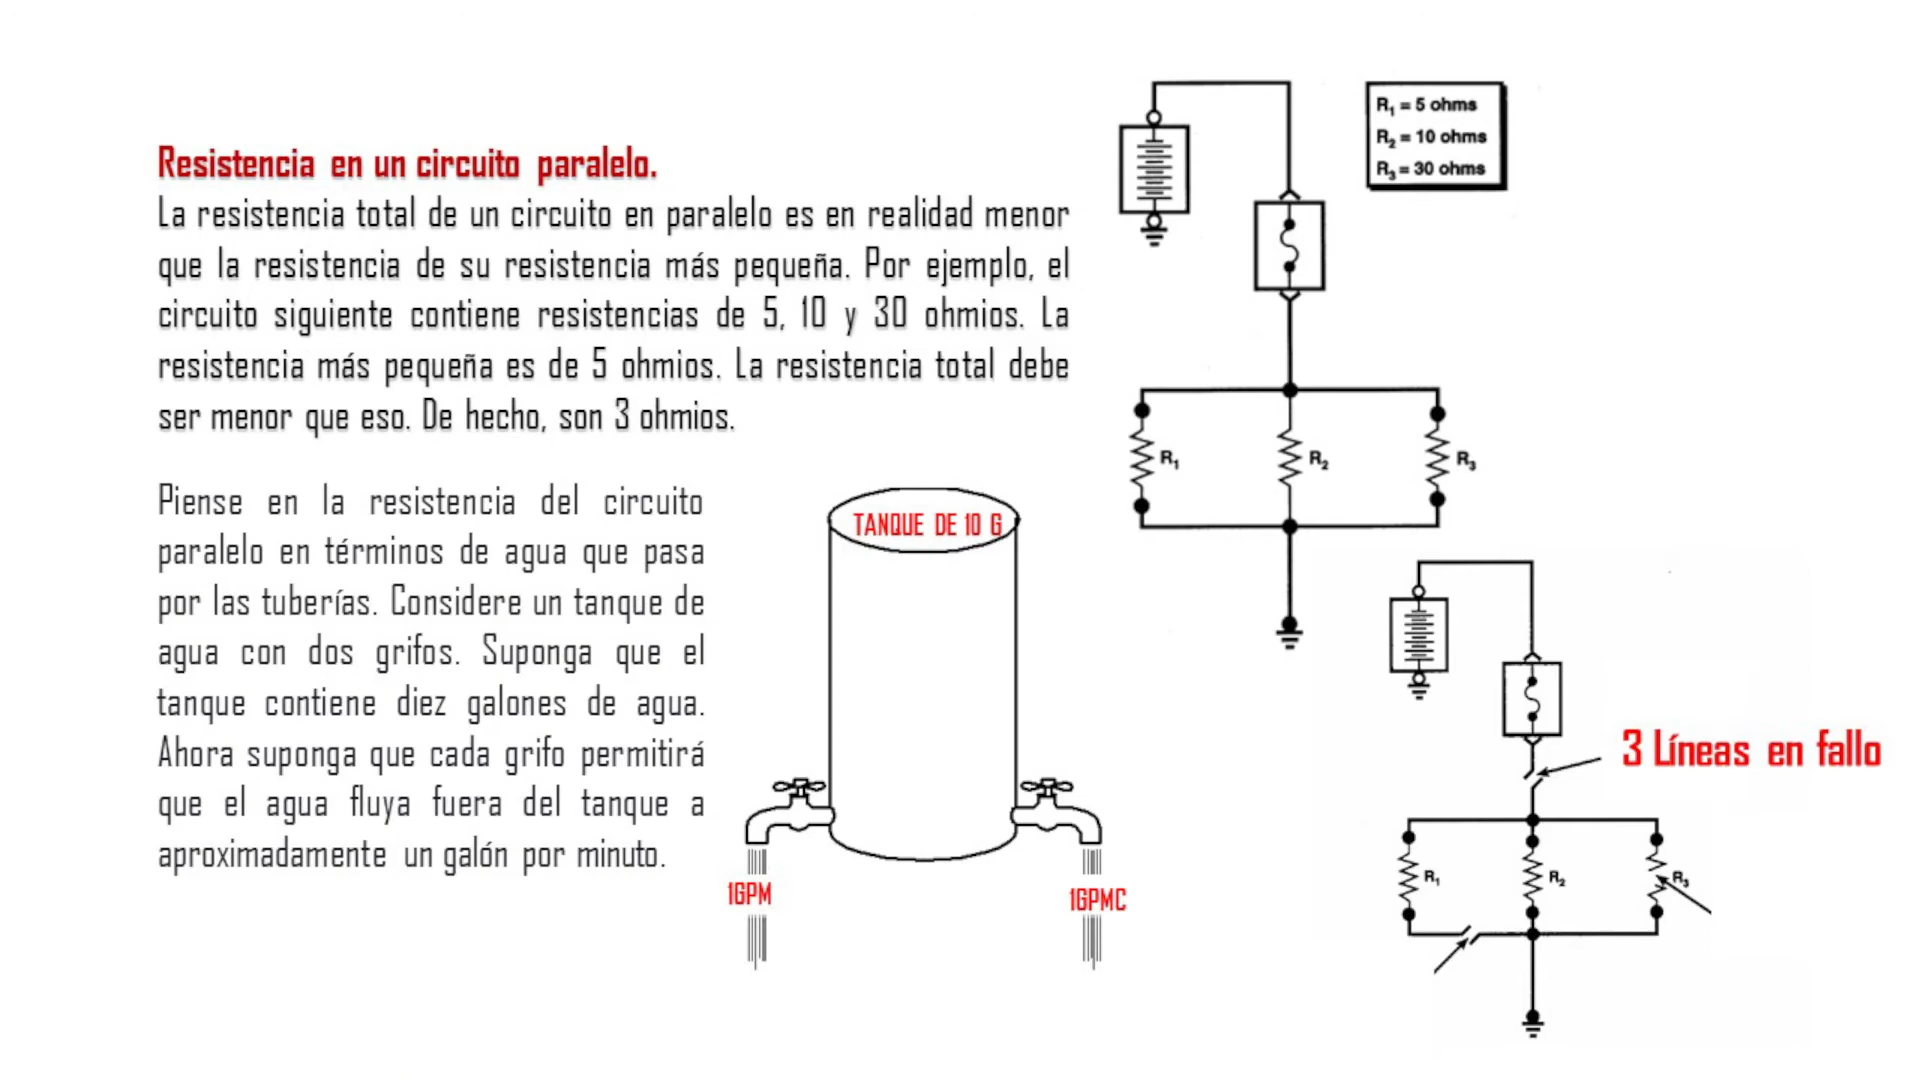 Resistencia en un circuito paralelo.
La resistencia total de un circuito en paralelo es en realidad menor
que la resistencia de su resistencia más pequeña. Por ejemplo, el
circuito siguiente contiene resistencias de 5, 10 y 30 ohmios. La
resistencia más pequeña es de 5 ohmios. La resistencia total debe
ser menor que eso. De hecho, son 3 ohmios.
Piense en la resistencia del circuito
paralelo en términos de agua que pasa
por las tuberías. Considere un tanque de
agua con dos grifos. Suponga que el
tanque contiene diez galones de agua.
Ahora suponga que cada grifo permitirá
que el agua fluya fuera del tanque a
aproximadamente un galón por minuto.
TANQUE DE 10 G
1GPM
1GPMC
R₁ = 5 ohms
R₂ = 10 ohms
R₃ = 30 ohms
R₁
R₂
R₃
3 Líneas en fallo
R₁
R₂
R₃